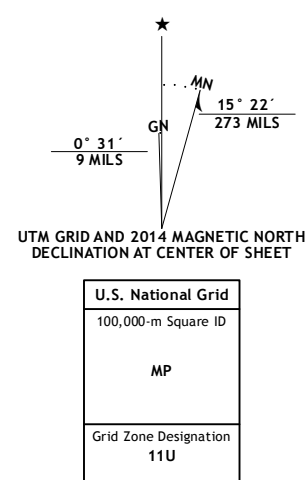 ★
MN
GN
15° 22´
273 MILS
0° 31´
9 MILS
UTM GRID AND 2014 MAGNETIC NORTH
DECLINATION AT CENTER OF SHEET
U.S. National Grid
100,000-m Square ID
MP
Grid Zone Designation
11U